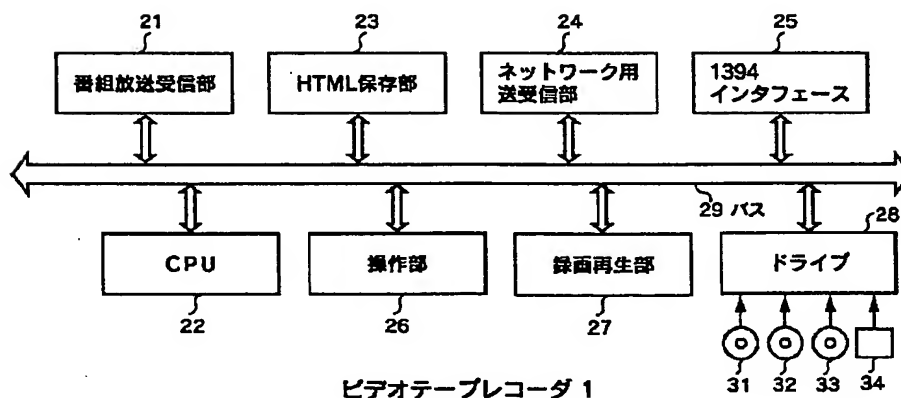 21
23
24
25
番組放送受信部
HTML保存部
ネットワーク用
送受信部
1394
インタフェース
29 バス
28
CPU
操作部
録画再生部
ドライブ
22
26
27
31
32
33
34
ビデオテープレコーダ 1